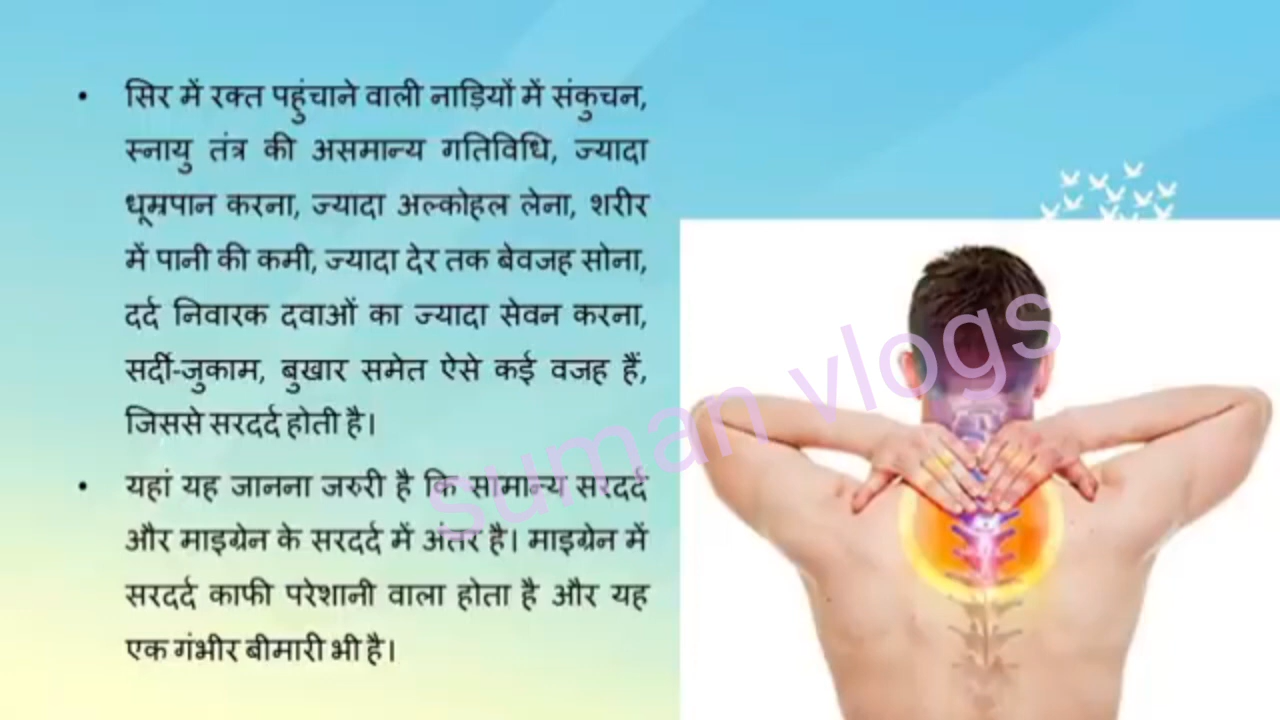 • सिर में रक्त पहुंचाने वाली नाड़ियों में संकुचन,
स्नायु तंत्र की असमान्य गतिविधि, ज्यादा
धूम्रपान करना, ज्यादा अल्कोहल लेना, शरीर
में पानी की कमी, ज्यादा देर तक बेवजह सोना,
दर्द निवारक दवाओं का ज्यादा सेवन करना,
सर्दी-जुकाम, बुखार समेत ऐसे कई वजह हैं,
जिससे सरदर्द होती है।
• यहां यह जानना जरुरी है कि सामान्य सरदर्द
और माइग्रेन के सरदर्द में अंतर है। माइग्रेन में
सरदर्द काफी परेशानी वाला होता है और यह
एक गंभीर बीमारी भी है।
suman vlogs